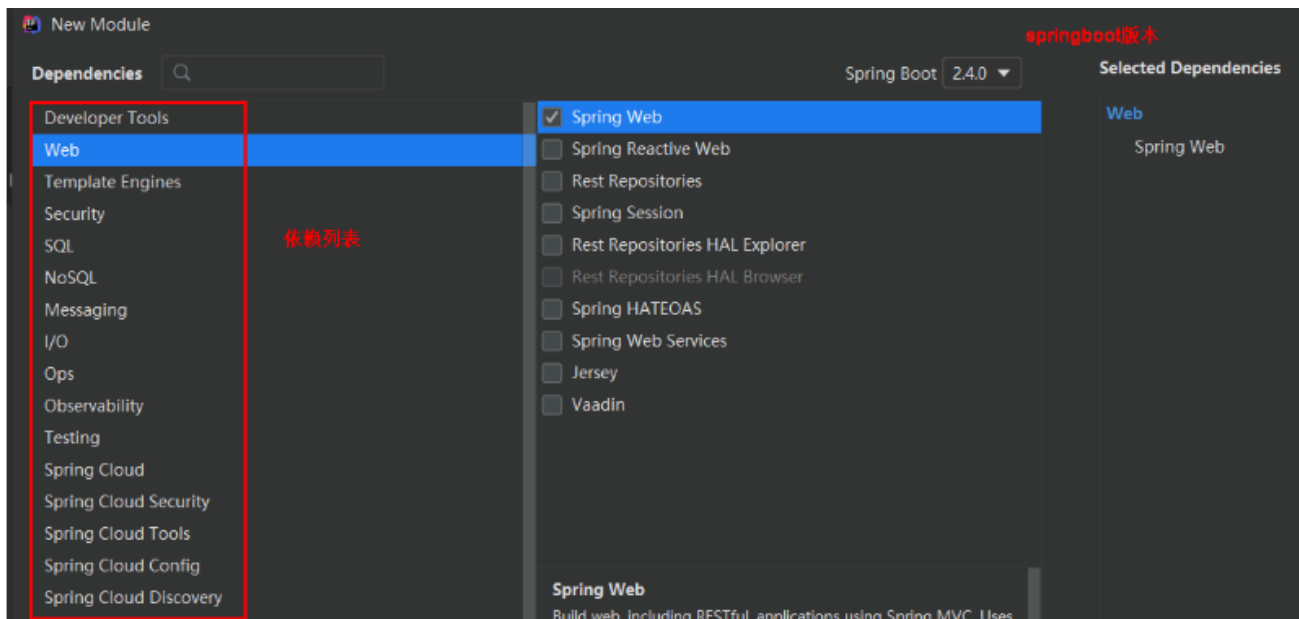 New Module
springboot版本
Dependencies
Spring Boot 2.4.0
Selected Dependencies
Developer Tools
Web
Template Engines
Security
SQL
NoSQL
Messaging
I/O
Ops
Observability
Testing
Spring Cloud
Spring Cloud Security
Spring Cloud Tools
Spring Cloud Config
Spring Cloud Discovery
依赖列表
Spring Web
Spring Reactive Web
Rest Repositories
Spring Session
Rest Repositories HAL Explorer
Rest Repositories HAL Browser
Spring HATEOAS
Spring Web Services
Jersey
Vaadin
Spring Web
Build web, including RESTful, applications using Spring MVC. Uses
Web
Spring Web